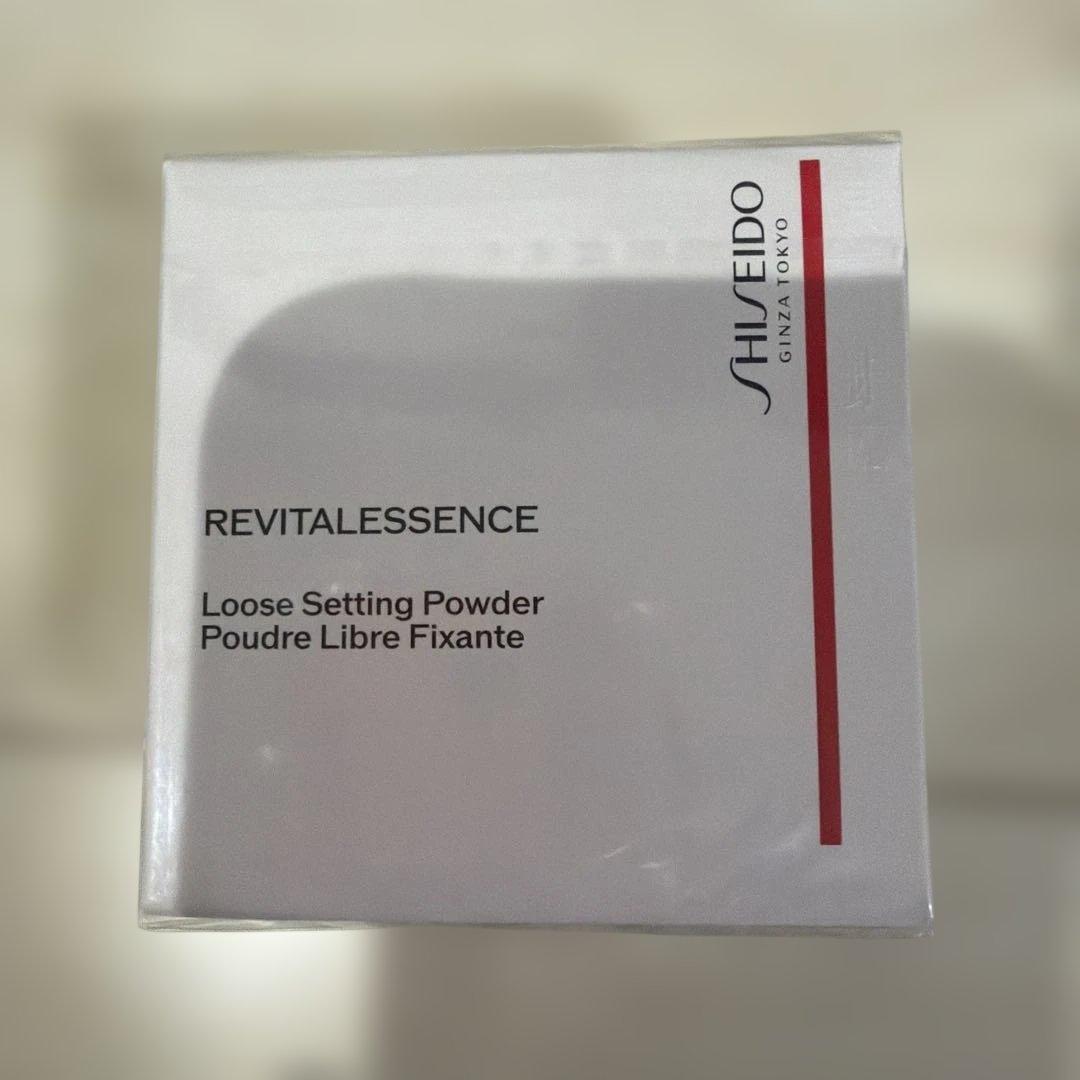 SHISEIDO
GINZA TOKYO
REVITALESSENCE
Loose Setting Powder
Poudre Libre Fixante